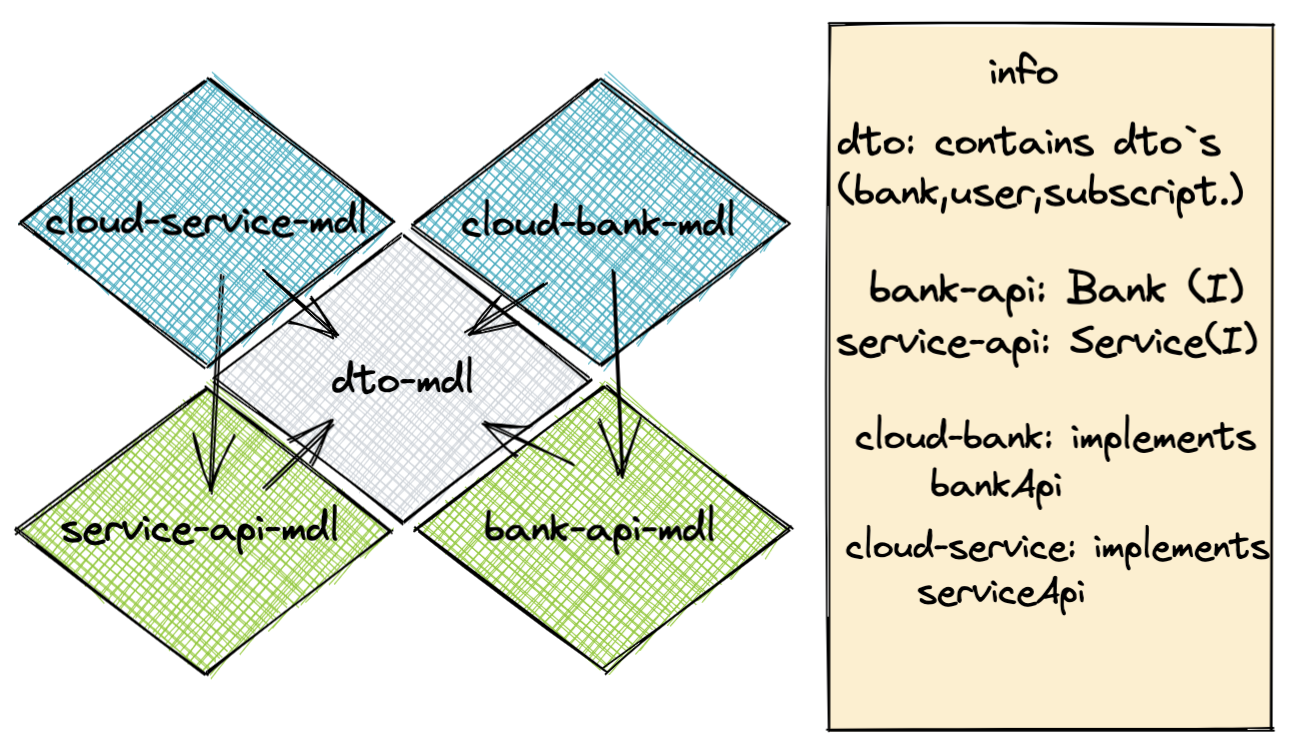 cloud-service-mdl
cloud-bank-mdl
dto-mdl
service-api-mdl
bank-api-mdl
info
dto: contains dto`s
(bank,user,subscript.)
bank-api: Bank (I)
service-api: Service(I)
cloud-bank: implements
bankApi
cloud-service: implements
serviceApi